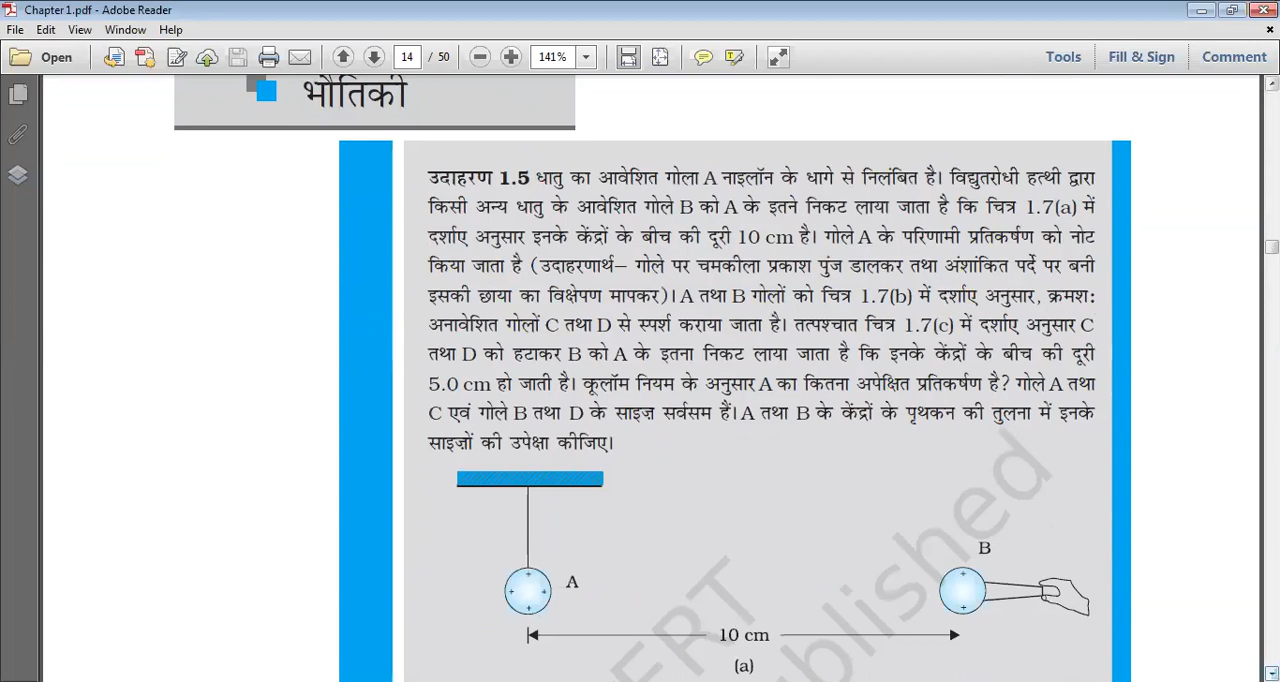 Chapter1.pdf - Adobe Reader
File Edit View Window Help
Open 14 / 50 141% Tools Fill & Sign Comment
भौतिकी
उदाहरण 1.5 धातु का आवेशित गोला A नाइलॉन के धागे से निलंबित है। विद्युतरोधी हत्थी द्वारा
किसी अन्य धातु के आवेशित गोले B को A के इतने निकट लाया जाता है कि चित्र 1.7(a) में
दर्शाए अनुसार इनके केंद्रों के बीच की दूरी 10 cm है। गोले A के परिणामी प्रतिकर्षण को नोट
किया जाता है (उदाहरणार्थ– गोले पर चमकीला प्रकाश पुंज डालकर तथा अंशांकित पर्दे पर बनी
इसकी छाया का विक्षेपण मापकर)। A तथा B गोलों को चित्र 1.7(b) में दर्शाए अनुसार, क्रमश:
अनावेशित गोलों C तथा D से स्पर्श कराया जाता है। तत्पश्चात चित्र 1.7(c) में दर्शाए अनुसार C
तथा D को हटाकर B को A के इतना निकट लाया जाता है कि इनके केंद्रों के बीच की दूरी
5.0 cm हो जाती है। कूलॉम नियम के अनुसार A का कितना अपेक्षित प्रतिकर्षण है? गोले A तथा
C एवं गोले B तथा D के साइज़ सर्वसम हैं। A तथा B के केंद्रों के पृथकन की तुलना में इनके
साइज़ों की उपेक्षा कीजिए।
B
A
10 cm
(a)
published